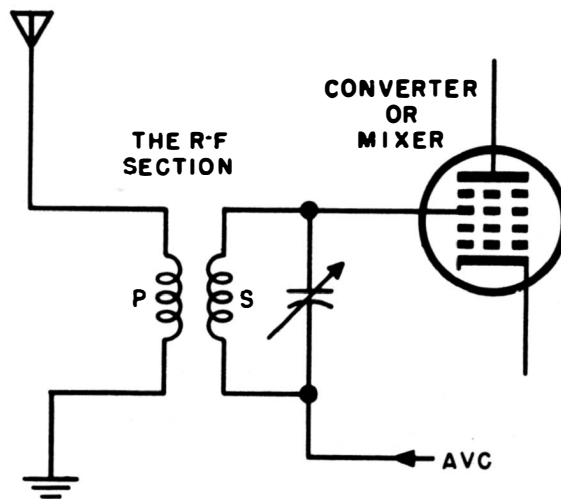 THE R-F
SECTION
CONVERTER
OR
MIXER
P
S
AVC